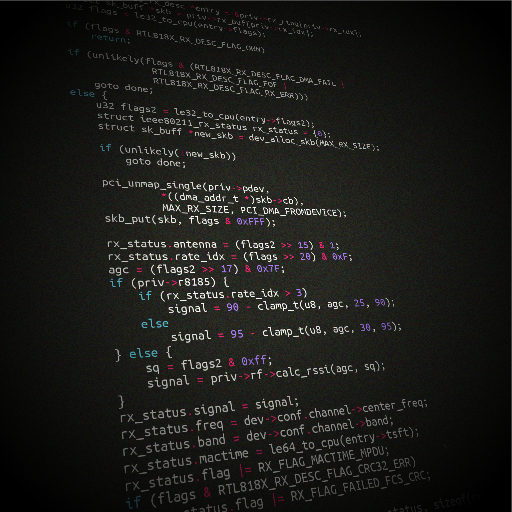 flags = le32_to_cpu(entry->flags);
if (flags & RTL818X_RX_DESC_FLAG_OWN)
return;
if (unlikely(flags & (RTL818X_RX_DESC_FLAG_DMA_FAIL |
RTL818X_RX_DESC_FLAG_FOF |
RTL818X_RX_DESC_FLAG_RX_ERR)))
goto done;
else {
u32 flags2 = le32_to_cpu(entry->flags2);
struct ieee80211_rx_status rx_status = {0};
struct sk_buff *new_skb = dev_alloc_skb(MAX_RX_SIZE);
if (unlikely(!new_skb))
goto done;
pci_unmap_single(priv->pdev,
*((dma_addr_t *)skb->cb),
MAX_RX_SIZE, PCI_DMA_FROMDEVICE);
skb_put(skb, flags & 0xFFF);
rx_status.antenna = (flags2 >> 15) & 1;
rx_status.rate_idx = (flags >> 20) & 0xF;
agc = (flags2 >> 17) & 0x7F;
if (priv->r8185) {
if (rx_status.rate_idx > 3)
signal = 90 - clamp_t(u8, agc, 25, 90);
else
signal = 95 - clamp_t(u8, agc, 30, 95);
} else {
sq = flags2 & 0xff;
signal = priv->rf->calc_rssi(agc, sq);
}
rx_status.signal = signal;
rx_status.freq = dev->conf.channel->center_freq;
rx_status.band = dev->conf.channel->band;
rx_status.mactime = le64_to_cpu(entry->tsft);
rx_status.flag |= RX_FLAG_MACTIME_MPDU;
if (flags & RTL818X_RX_DESC_FLAG_CRC32_ERR)
rx_status.flag |= RX_FLAG_FAILED_FCS_CRC;